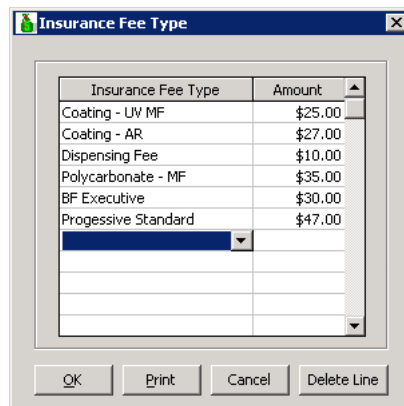 Insurance Fee Type
Insurance Fee Type Amount
Coating - UV MF $25.00
Coating - AR $27.00
Dispensing Fee $10.00
Polycarbonate - MF $35.00
BF Executive $30.00
Progessive Standard $47.00
OK Print Cancel Delete Line